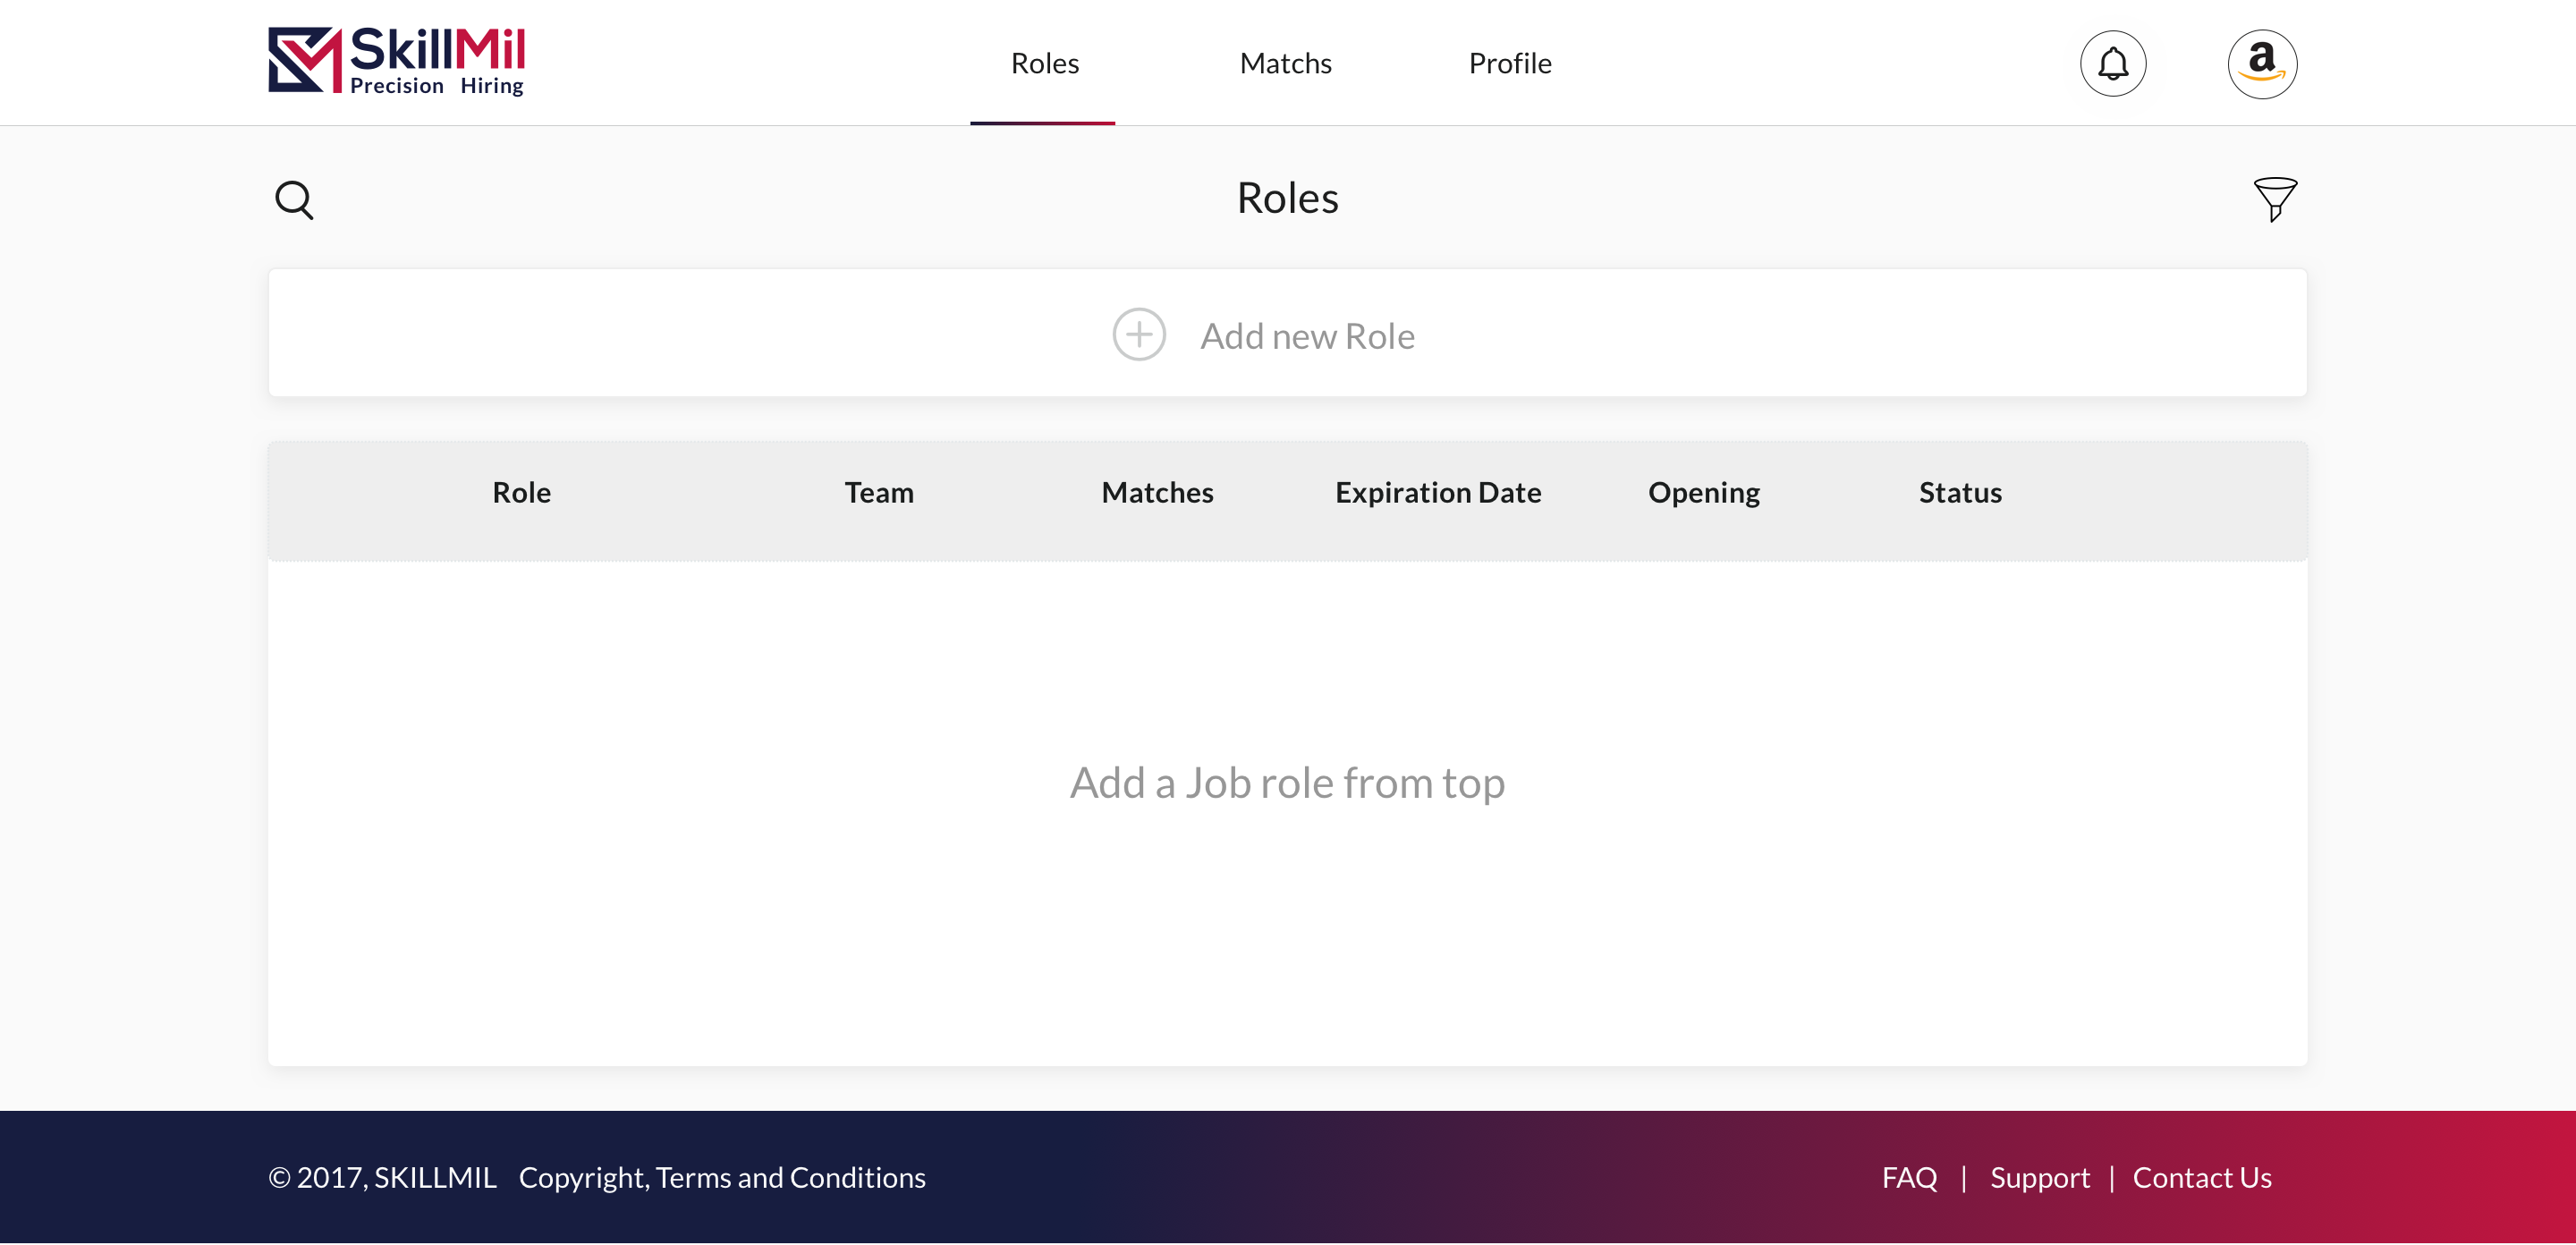 SkillMil
Precision Hiring
Roles
Matchs
Profile
a
Roles
Add new Role
Role
Team
Matches
Expiration Date
Opening
Status
Add a Job role from top
© 2017, SKILLMIL Copyright, Terms and Conditions
FAQ | Support | Contact Us